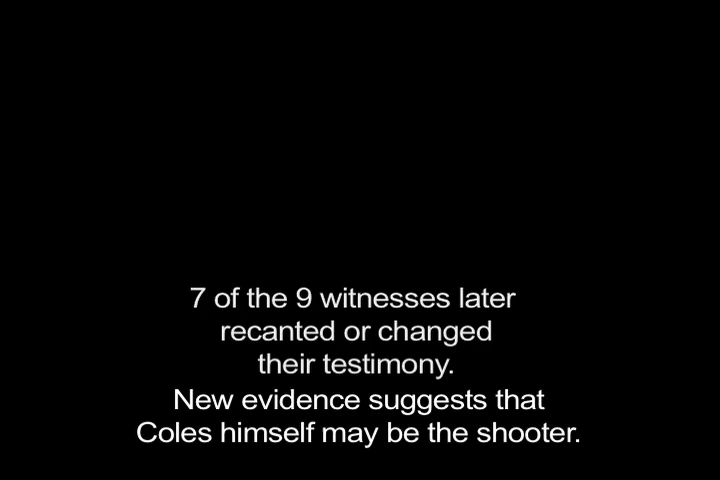 7 of the 9 witnesses later
recanted or changed
their testimony.
New evidence suggests that
Coles himself may be the shooter.